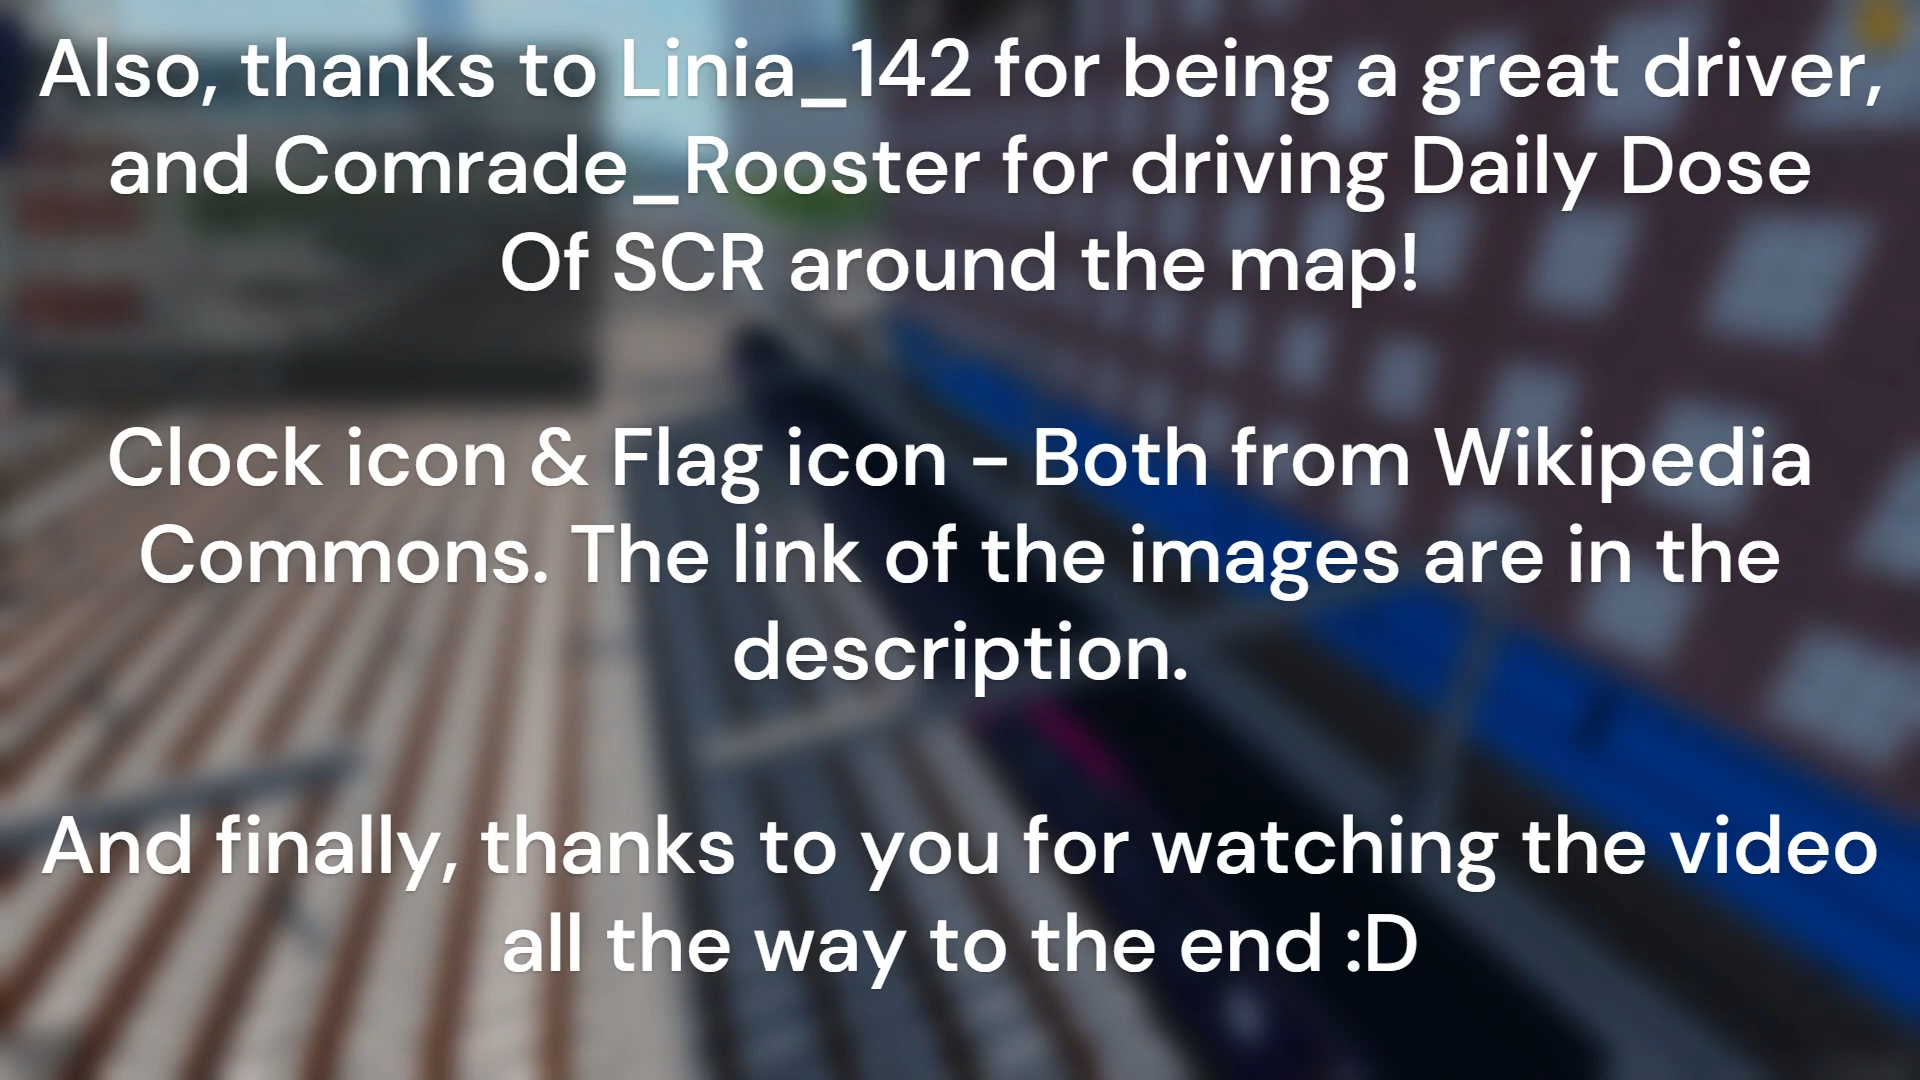 Also, thanks to Linia_142 for being a great driver,
and Comrade_Rooster for driving Daily Dose
Of SCR around the map!
Clock icon & Flag icon - Both from Wikipedia
Commons. The link of the images are in the
description.
And finally, thanks to you for watching the video
all the way to the end :D